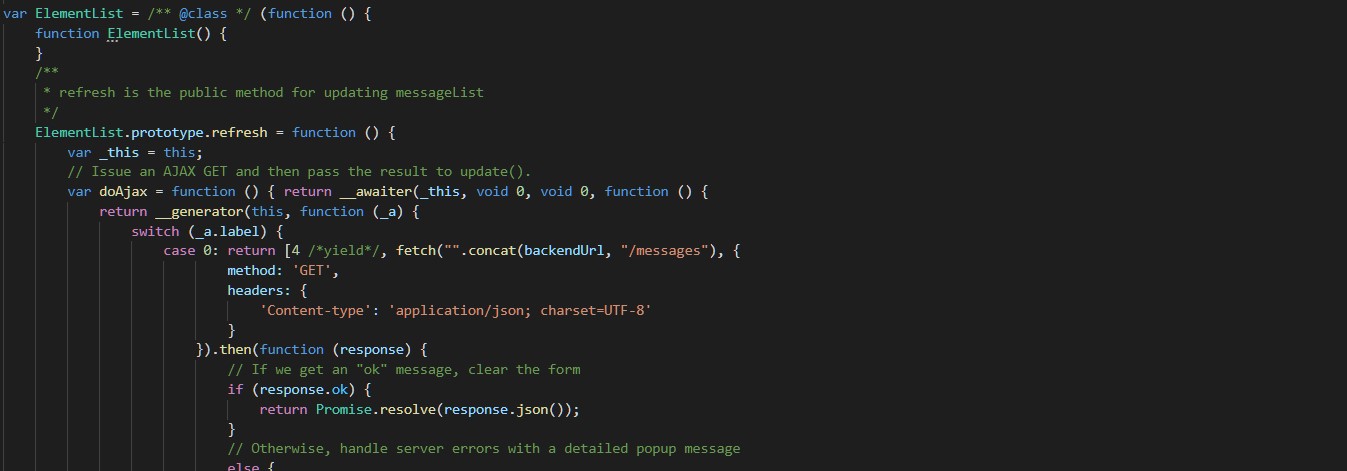 var ElementList = /** @class */ (function () {
    function ElementList() {
    }
    /**
     * refresh is the public method for updating messageList
     */
    ElementList.prototype.refresh = function () {
        var _this = this;
        // Issue an AJAX GET and then pass the result to update().
        var doAjax = function () { return __awaiter(_this, void 0, void 0, function () {
            return __generator(this, function (_a) {
                switch (_a.label) {
                    case 0: return [4 /*yield*/, fetch("".concat(backendUrl, "/messages"), {
                            method: 'GET',
                            headers: {
                                'Content-type': 'application/json; charset=UTF-8'
                            }
                        }).then(function (response) {
                            // If we get an "ok" message, clear the form
                            if (response.ok) {
                                return Promise.resolve(response.json());
                            }
                            // Otherwise, handle server errors with a detailed popup message
                            else {